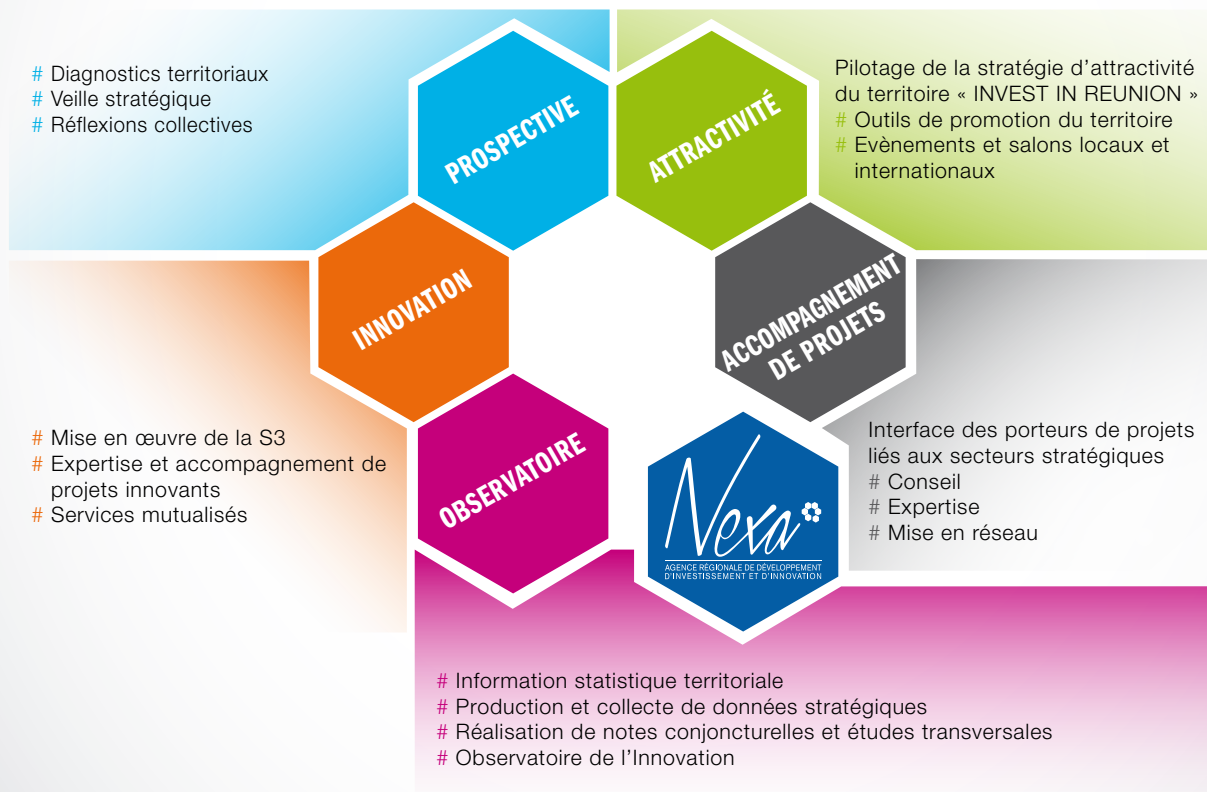 # Diagnostics territoriaux
# Veille stratégique
# Réflexions collectives
PROSPECTIVE
ATTRACTIVITÉ
Pilotage de la stratégie d'attractivité
du territoire « INVEST IN REUNION »
# Outils de promotion du territoire
# Evènements et salons locaux et
internationaux
INNOVATION
ACCOMPAGNEMENT
DE PROJETS
# Mise en œuvre de la S3
# Expertise et accompagnement de
projets innovants
# Services mutualisés
OBSERVATOIRE
Nexa
AGENCE RÉGIONALE DE DÉVELOPPEMENT
D'INVESTISSEMENT ET D'INNOVATION
Interface des porteurs de projets
liés aux secteurs stratégiques
# Conseil
# Expertise
# Mise en réseau
# Information statistique territoriale
# Production et collecte de données stratégiques
# Réalisation de notes conjoncturelles et études transversales
# Observatoire de l'Innovation